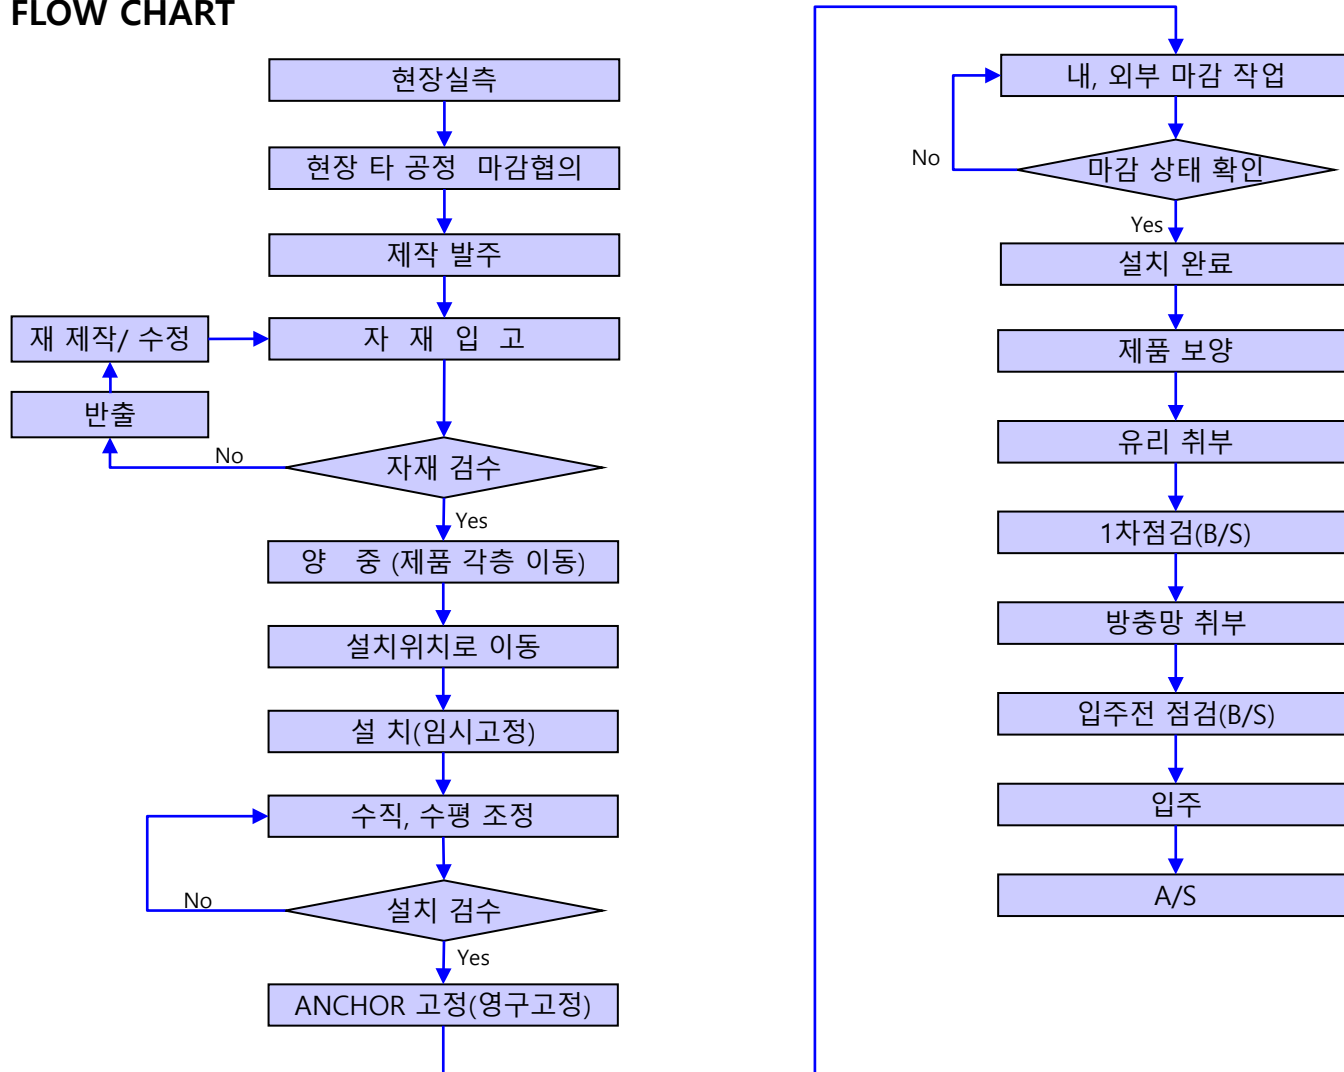 FLOW CHART
현장실측
현장 타 공정 마감협의
제작 발주
재 제작/ 수정
자 재 입 고
반출
No
자재 검수
Yes
양 중 (제품 각층 이동)
설치위치로 이동
설 치(임시고정)
수직, 수평 조정
No
설치 검수
Yes
ANCHOR 고정(영구고정)
내, 외부 마감 작업
No
마감 상태 확인
Yes
설치 완료
제품 보양
유리 취부
1차점검(B/S)
방충망 취부
입주전 점검(B/S)
입주
A/S